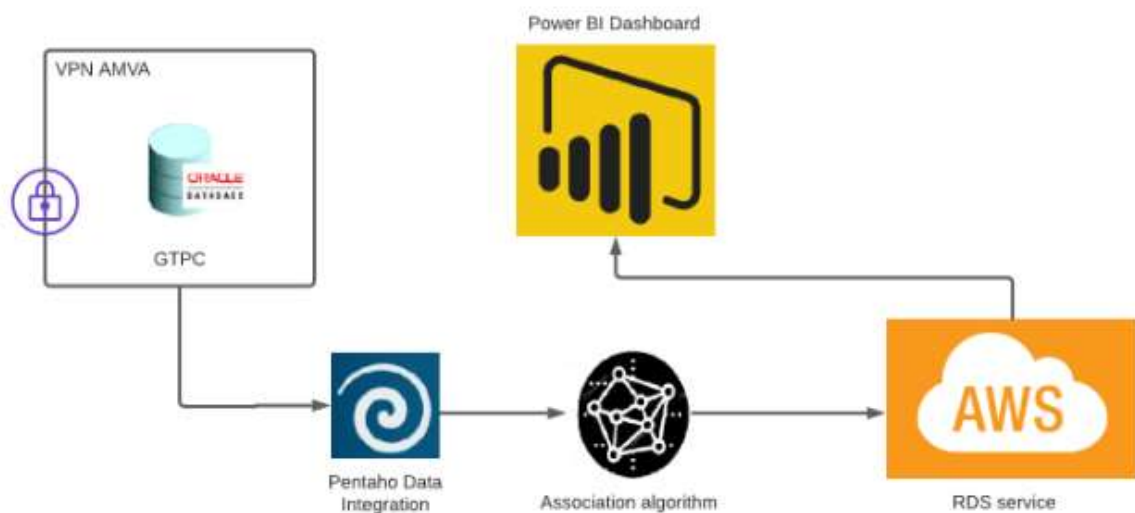 Power BI Dashboard
VPN AMVA
ORACLE
GTPC
AWS
Pentaho Data
Integration
Association algorithm
RDS service